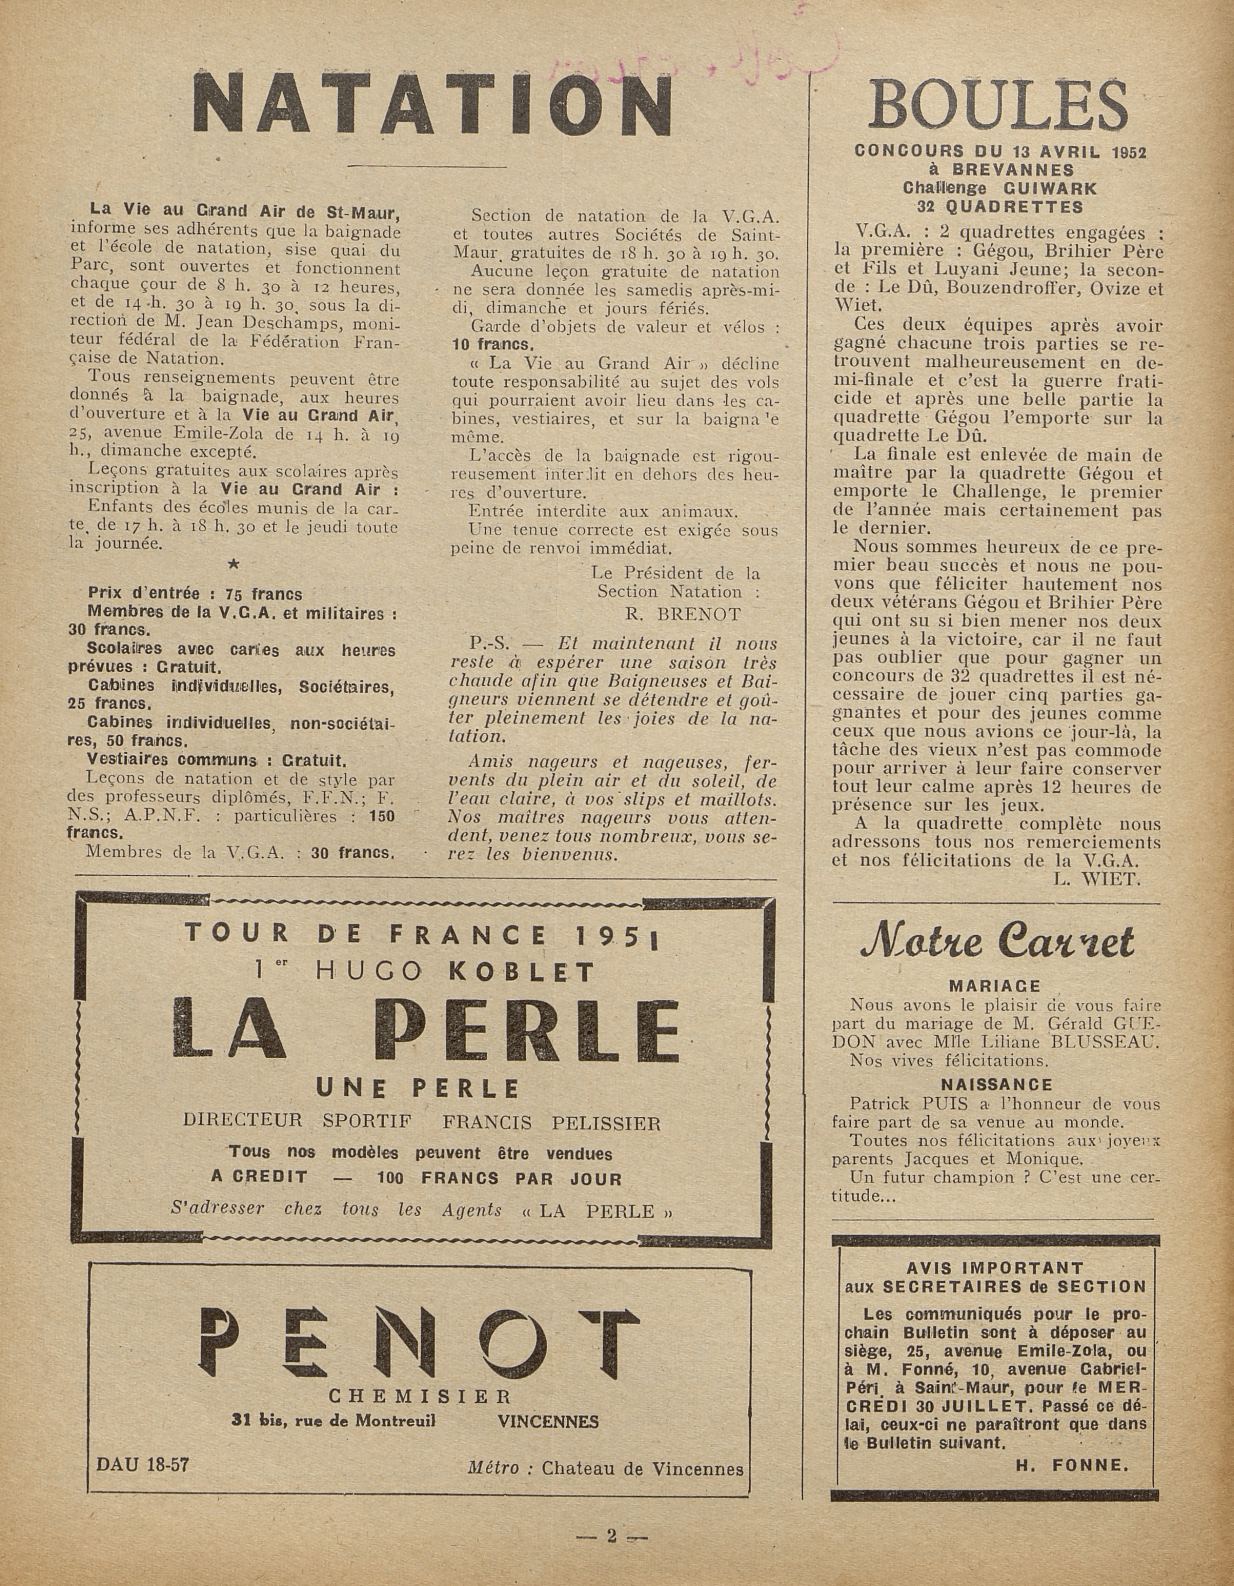 NATATION
La Vie au Grand Air de St-Maur,
informe ses adhérents que la baignade
et l'école de natation, sise quai du
Parc, sont ouvertes et fonctionnent
chaque çour de 8 h. 30 à 12 heures,
et de 14 h. 30 à 19 h. 30, sous la di-
rection de M. Jean Deschamps, moni-
teur fédéral de la Fédération Fran-
çaise de Natation.
Tous renseignements peuvent être
donnés à la baignade, aux heures
d'ouverture et à la Vie au Grand Air,
25, avenue Emile-Zola de 14 h. à 19
h., dimanche excepté.
Leçons gratuites aux scolaires après
inscription à la Vie au Grand Air :
Enfants des écoles munis de la car-
te, de 17 h. à 18 h. 30 et le jeudi toute
la journée.
★
Prix d'entrée : 75 francs
Membres de la V.G.A. et militaires :
30 francs.
Scolaires avec cartes aux heures
prévues : Gratuit.
Cabines individuelles, Sociétaires,
25 francs.
Cabines individuelles, non-sociétai-
res, 50 francs.
Vestiaires communs : Gratuit.
Leçons de natation et de style par
des professeurs diplômés, F.F.N.; F.
N.S.; A.P.N.F. : particulières : 150
francs.
Membres de la V.G.A. : 30 francs.
Section de natation de la V.G.A.
et toutes autres Sociétés de Saint-
Maur, gratuites de 18 h. 30 à 19 h. 30.
Aucune leçon gratuite de natation
ne sera donnée les samedis après-mi-
di, dimanche et jours fériés.
Garde d'objets de valeur et vélos :
10 francs.
« La Vie au Grand Air » décline
toute responsabilité au sujet des vols
qui pourraient avoir lieu dans les ca-
bines, vestiaires, et sur la baigna 'e
même.
L'accès de la baignade est rigou-
reusement interdit en dehors des heu-
res d'ouverture.
Entrée interdite aux animaux.
Une tenue correcte est exigée sous
peine de renvoi immédiat.
Le Président de la
Section Natation :
R. BRENOT
P.-S. — Et maintenant il nous
reste à espérer une saison très
chaude afin que Baigneuses et Bai-
gneurs viennent se détendre et goû-
ter pleinement les joies de la na-
tation.
Amis nageurs et nageuses, fer-
vents du plein air et du soleil, de
l'eau claire, à vos slips et maillots.
Nos maîtres nageurs vous atten-
dent, venez tous nombreux, vous se-
rez les bienvenus.
TOUR DE FRANCE 1951
1er HUGO KOBLET
LA PERLE
UNE PERLE
DIRECTEUR SPORTIF FRANCIS PELISSIER
Tous nos modèles peuvent être vendues
A CREDIT — 100 FRANCS PAR JOUR
S'adresser chez tous les Agents « LA PERLE »
PENOT
CHEMISIER
31 bis, rue de Montreuil VINCENNES
DAU 18-57 Métro : Chateau de Vincennes
BOULES
CONCOURS DU 13 AVRIL 1952
à BREVANNES
Challenge GUIWARK
32 QUADRETTES
V.G.A. : 2 quadrettes engagées :
la première : Gégou, Brihier Père
et Fils et Luyani Jeune; la secon-
de : Le Dû, Bouzendroffer, Ovize et
Wiet.
Ces deux équipes après avoir
gagné chacune trois parties se re-
trouvent malheureusement en de-
mi-finale et c'est la guerre frati-
cide et après une belle partie la
quadrette Gégou l'emporte sur la
quadrette Le Dû.
La finale est enlevée de main de
maître par la quadrette Gégou et
emporte le Challenge, le premier
de l'année mais certainement pas
le dernier.
Nous sommes heureux de ce pre-
mier beau succès et nous ne pou-
vons que féliciter hautement nos
deux vétérans Gégou et Brihier Père
qui ont su si bien mener nos deux
jeunes à la victoire, car il ne faut
pas oublier que pour gagner un
concours de 32 quadrettes il est né-
cessaire de jouer cinq parties ga-
gnantes et pour des jeunes comme
ceux que nous avions ce jour-là, la
tâche des vieux n'est pas commode
pour arriver à leur faire conserver
tout leur calme après 12 heures de
présence sur les jeux.
A la quadrette complète nous
adressons tous nos remerciements
et nos félicitations de la V.G.A.
L. WIET.
Notre Carnet
MARIAGE
Nous avons le plaisir de vous faire
part du mariage de M. Gérald GUE-
DON avec Mlle Liliane BLUSSEAU.
Nos vives félicitations.
NAISSANCE
Patrick PUIS a l'honneur de vous
faire part de sa venue au monde.
Toutes nos félicitations aux joyeux
parents Jacques et Monique.
Un futur champion ? C'est une cer-
titude...
AVIS IMPORTANT
aux SECRETAIRES de SECTION
Les communiqués pour le pro-
chain Bulletin sont à déposer au
siège, 25, avenue Emile-Zola, ou
à M. Fonné, 10, avenue Gabriel-
Péri, à Saint-Maur, pour le MER-
CREDI 30 JUILLET. Passé ce dé-
lai, ceux-ci ne paraîtront que dans
le Bulletin suivant.
H. FONNE.
— 2 —